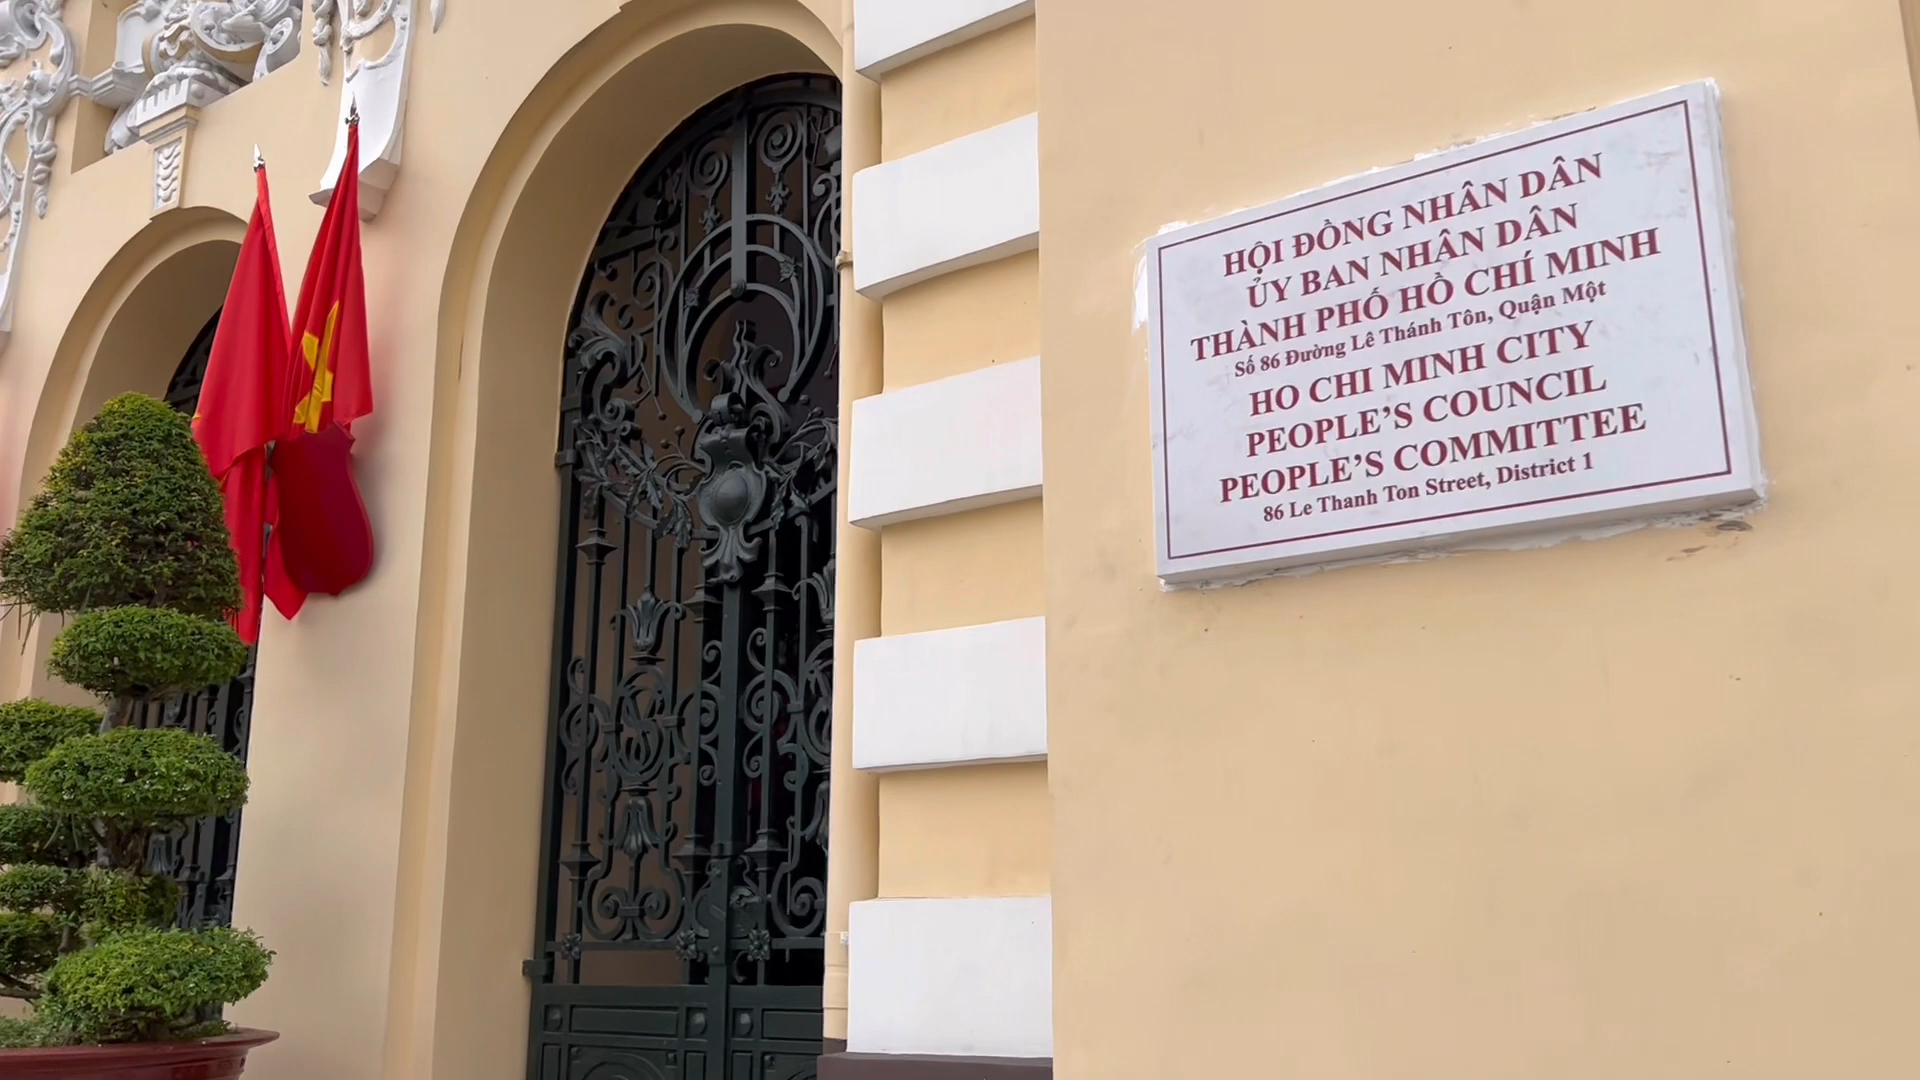 HỘI ĐỒNG NHÂN DÂN
ỦY BAN NHÂN DÂN
THÀNH PHỐ HỒ CHÍ MINH
Số 86 Đường Lê Thánh Tôn, Quận Một
HO CHI MINH CITY
PEOPLE’S COUNCIL
PEOPLE’S COMMITTEE
86 Le Thanh Ton Street, District 1